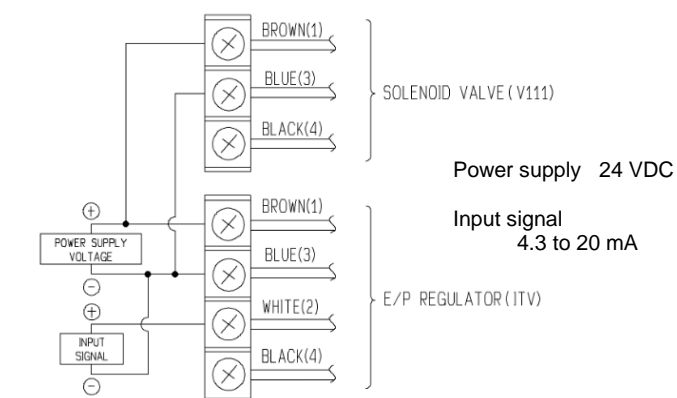 BROWN(1)
BLUE(3)
BLACK(4)
SOLENOID VALVE(V111)
Power supply 24 VDC
Input signal
4.3 to 20 mA
BROWN(1)
BLUE(3)
WHITE(2)
BLACK(4)
E/P REGULATOR(ITV)
+
POWER SUPPLY
VOLTAGE
-
+
INPUT
SIGNAL
-